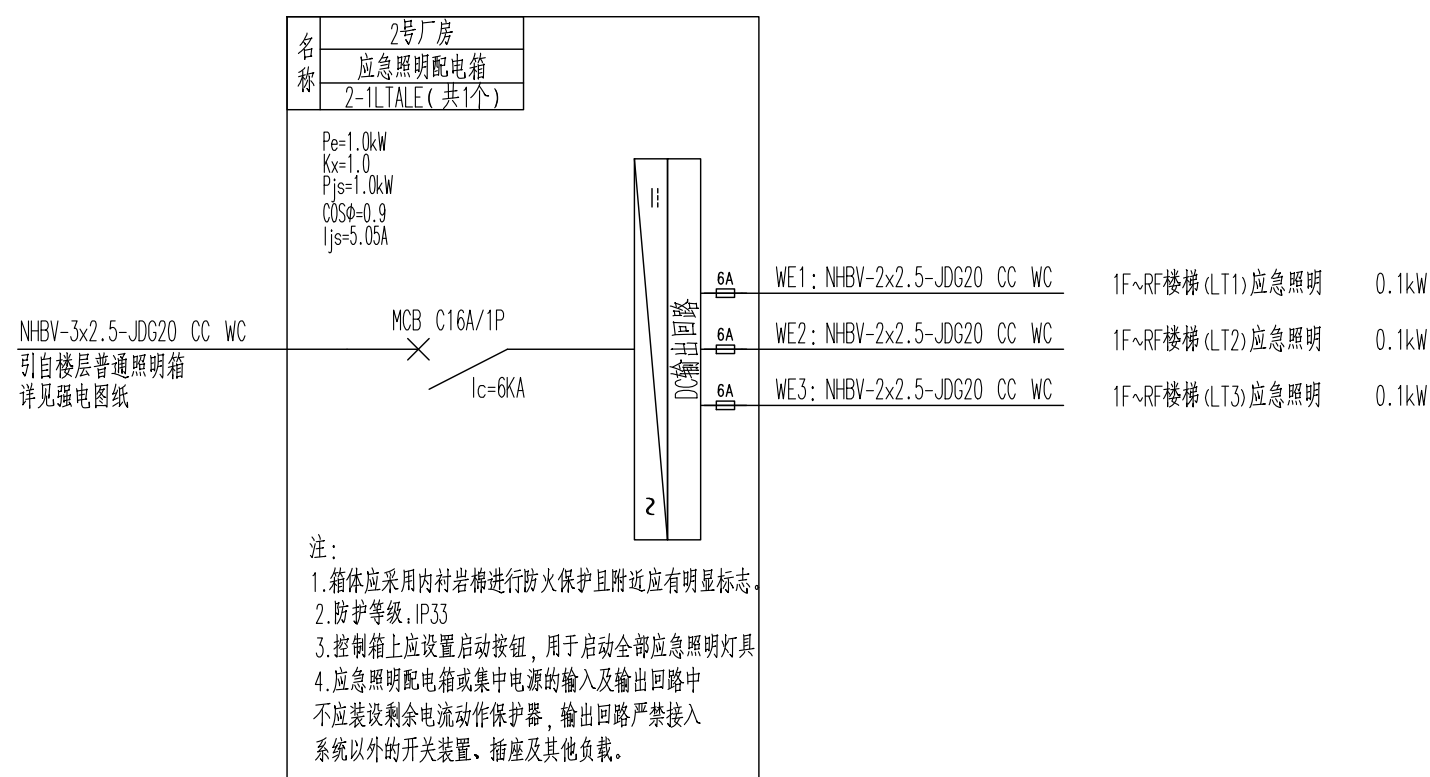 名称
2号厂房
应急照明配电箱
2-1LTALE(共1个)
Pe=1.0kW
Kx=1.0
Pjs=1.0kW
COSΦ=0.9
Ijs=5.05A
NHBV-3x2.5-JDG20 CC WC
引自楼层普通照明箱
详见强电图纸
MCB C16A/1P
Ic=6KA
DC输出回路
6A WE1: NHBV-2x2.5-JDG20 CC WC 1F~RF楼梯(LT1)应急照明 0.1kW
6A WE2: NHBV-2x2.5-JDG20 CC WC 1F~RF楼梯(LT2)应急照明 0.1kW
6A WE3: NHBV-2x2.5-JDG20 CC WC 1F~RF楼梯(LT3)应急照明 0.1kW
注:
1.箱体应采用内衬岩棉进行防火保护且附近应有明显标志。
2.防护等级:IP33
3.控制箱上应设置启动按钮,用于启动全部应急照明灯具
4.应急照明配电箱或集中电源的输入及输出回路中
不应装设剩余电流动作保护器,输出回路严禁接入
系统以外的开关装置、插座及其他负载。